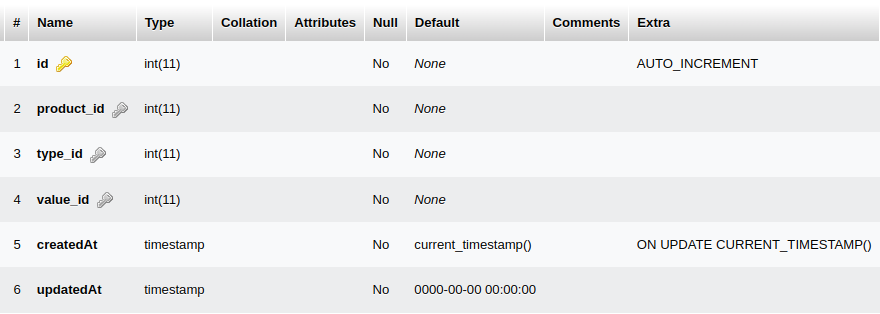 # Name Type Collation Attributes Null Default Comments Extra
1 id int(11) No None AUTO_INCREMENT
2 product_id int(11) No None
3 type_id int(11) No None
4 value_id int(11) No None
5 createdAt timestamp No current_timestamp() ON UPDATE CURRENT_TIMESTAMP()
6 updatedAt timestamp No 0000-00-00 00:00:00